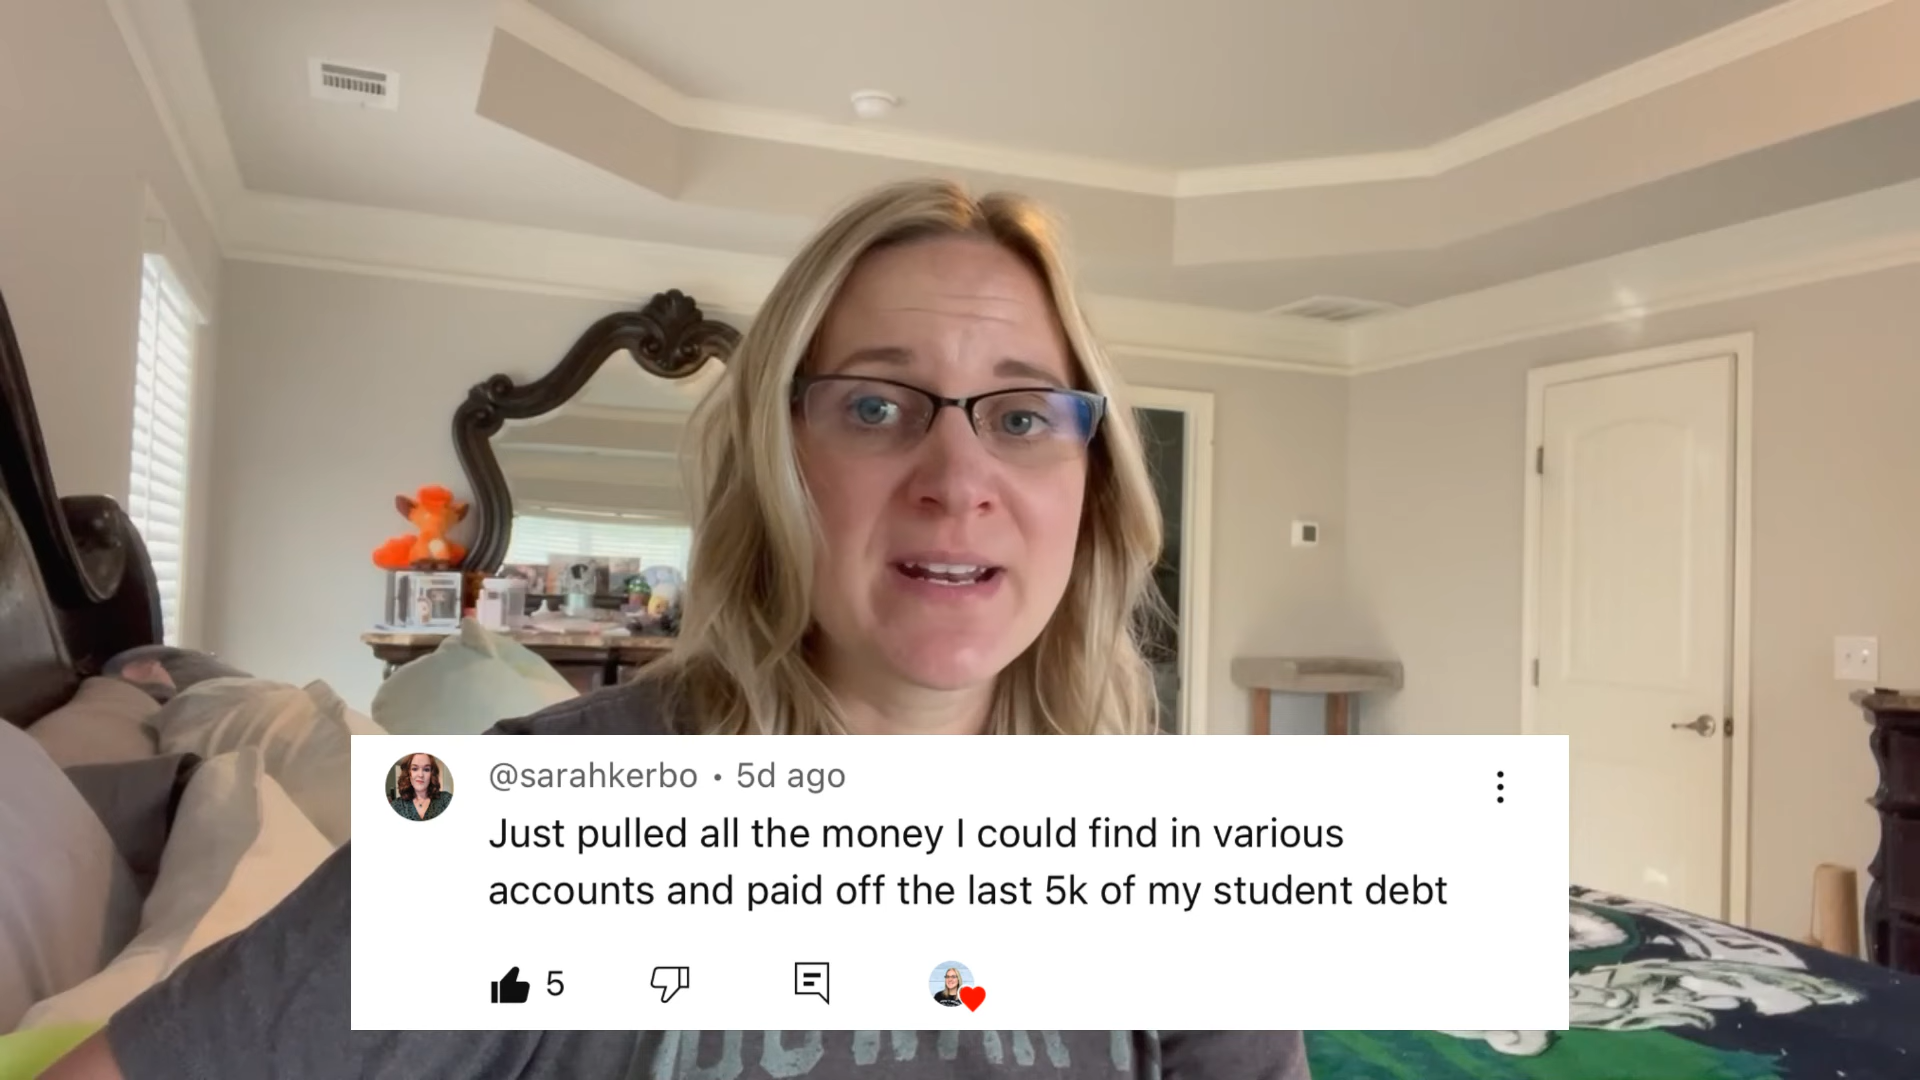 @sarahkerbo • 5d ago
Just pulled all the money I could find in various
accounts and paid off the last 5k of my student debt
5